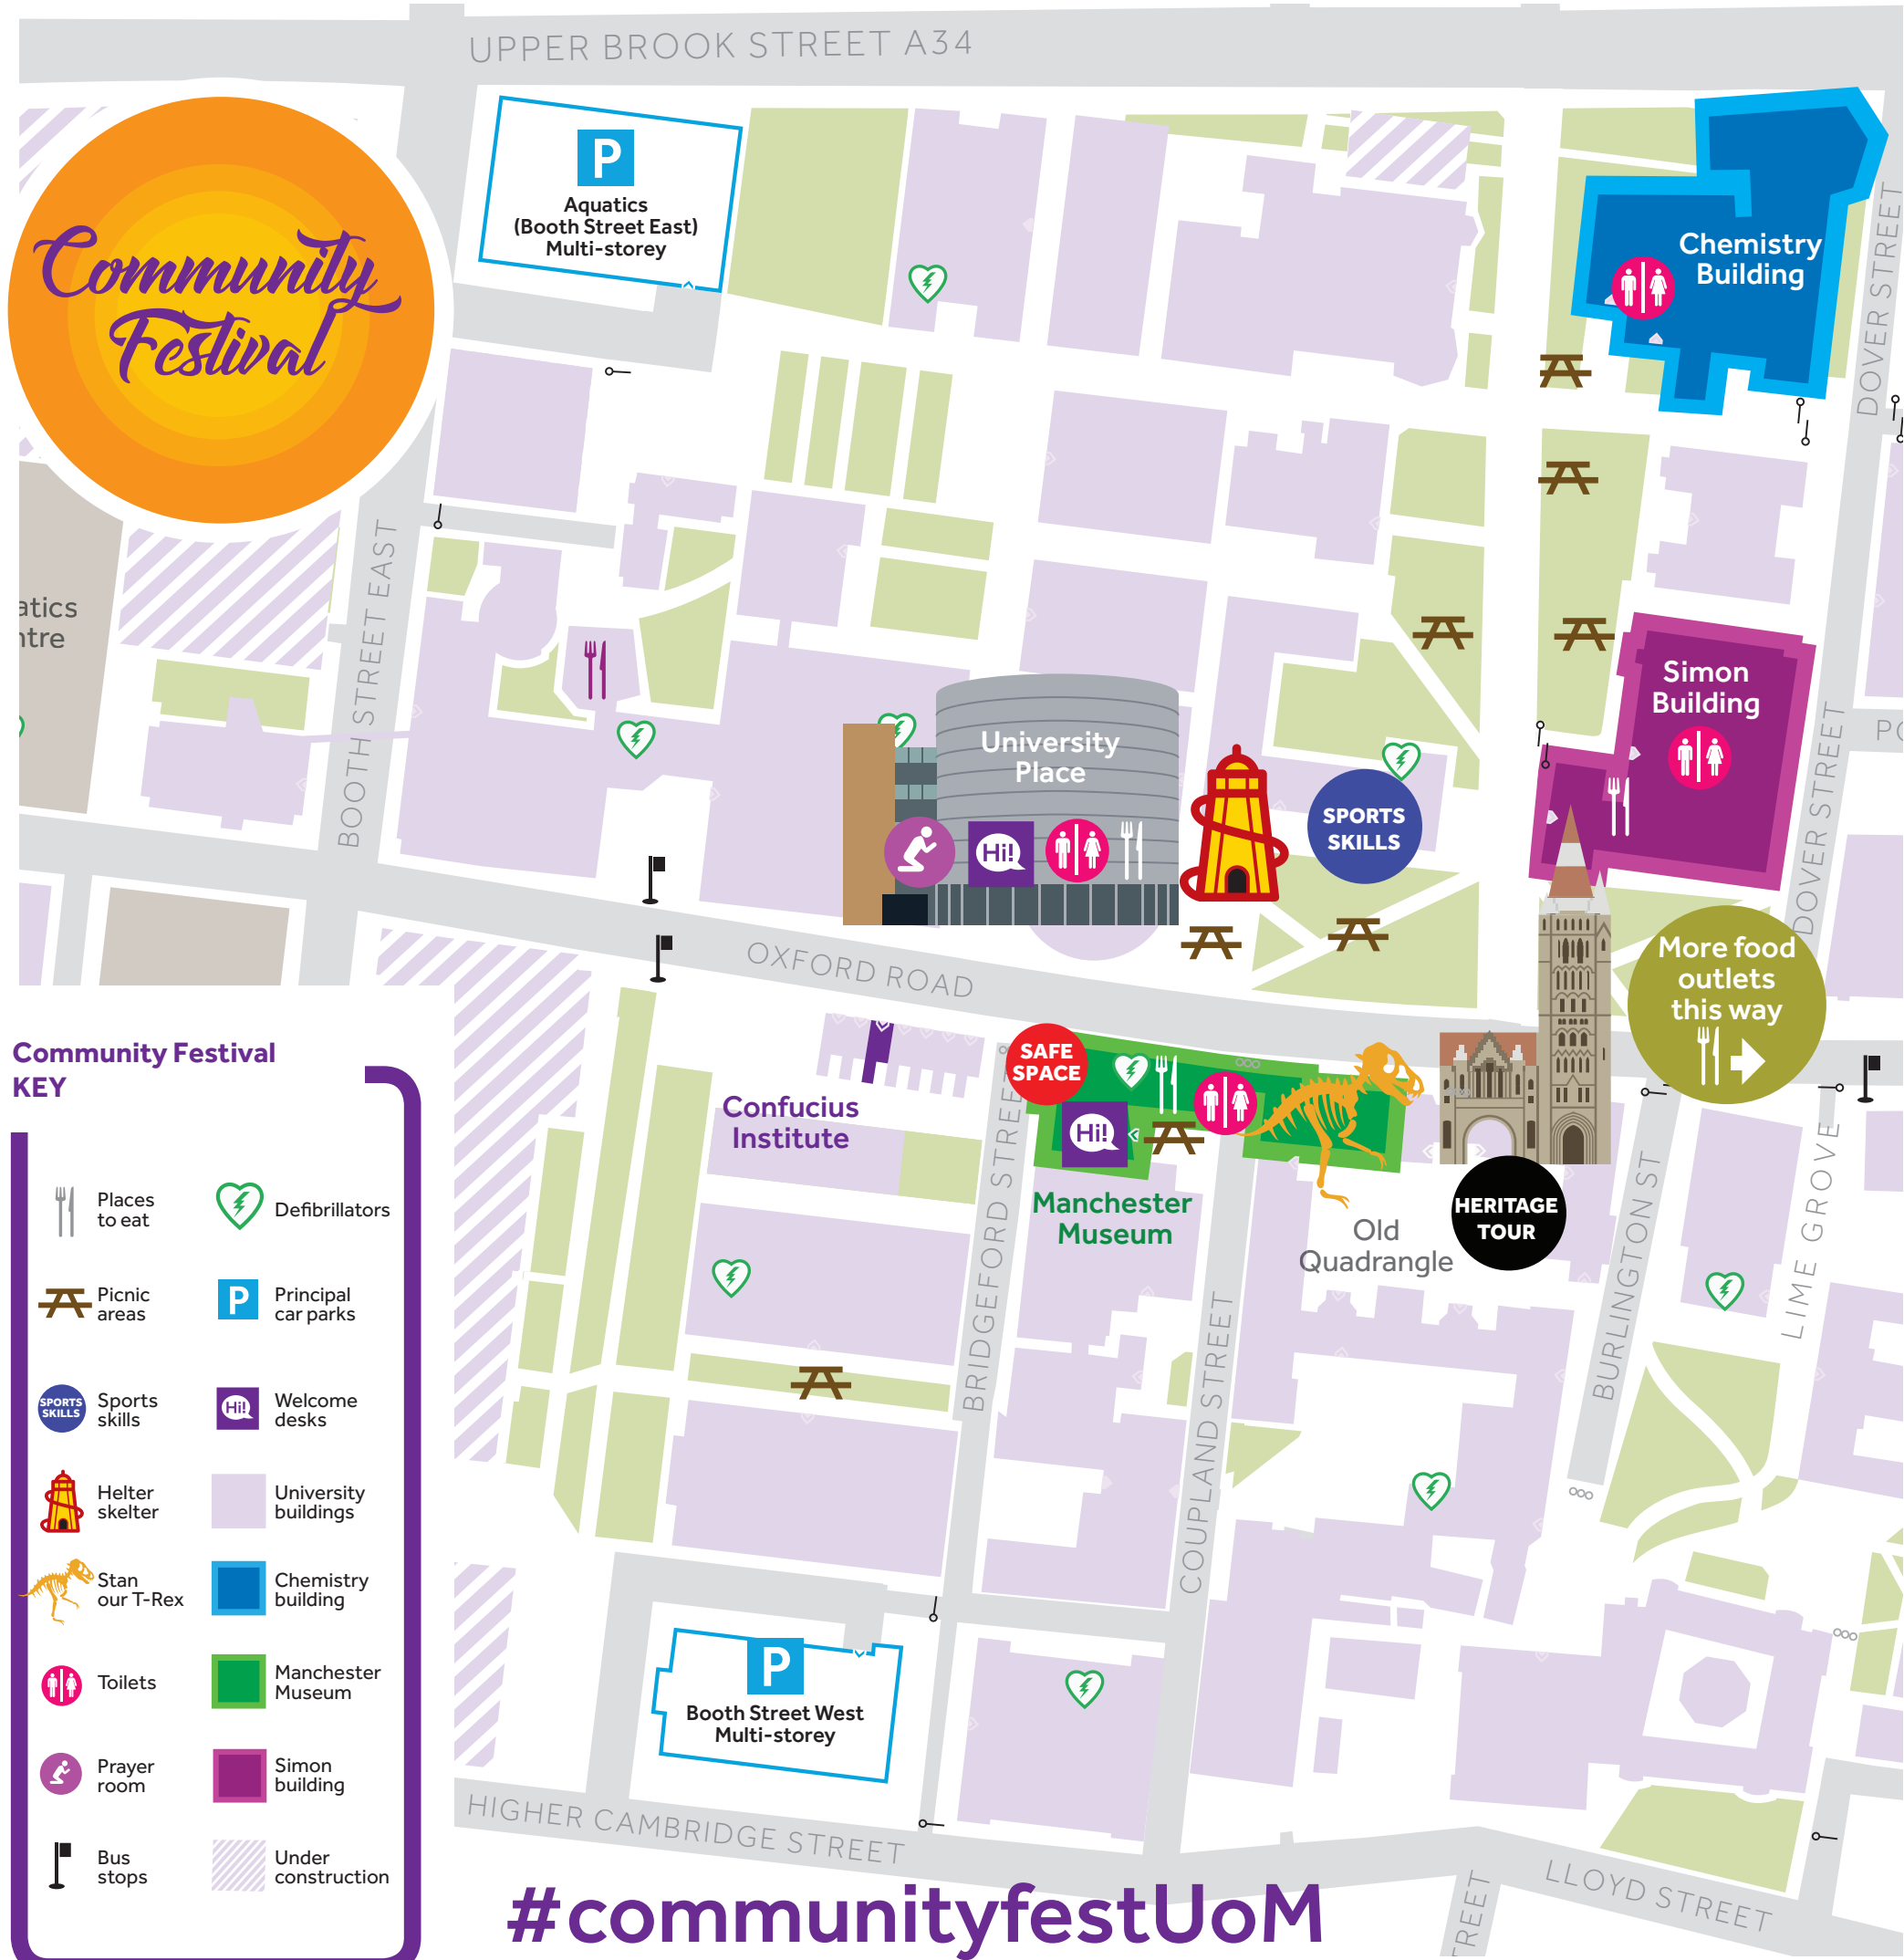 UPPER BROOK STREET A34
Community
Festival
P
Aquatics
(Booth Street East)
Multi-storey
Chemistry
Building
DOVER STREET
atics
ntre
BOOTH STREET EAST
Simon
Building
DOVER STREET
University
Place
Hi!
SPORTS
SKILLS
OXFORD ROAD
More food
outlets
this way
DOVER STREET
Community Festival
KEY
Places
to eat
Defibrillators
Picnic
areas
P
Principal
car parks
SPORTS
SKILLS
Sports
skills
Hi!
Welcome
desks
Helter
skelter
University
buildings
Stan
our T-Rex
Chemistry
building
Toilets
Manchester
Museum
Prayer
room
Simon
building
Bus
stops
Under
construction
Confucius
Institute
SAFE
SPACE
Hi!
Manchester
Museum
Old
Quadrangle
HERITAGE
TOUR
BRIDGEFORD STREET
COUPLAND STREET
BURLINGTON ST
LIME GROVE
P
Booth Street West
Multi-storey
HIGHER CAMBRIDGE STREET
LLOYD STREET
#communityfestUoM